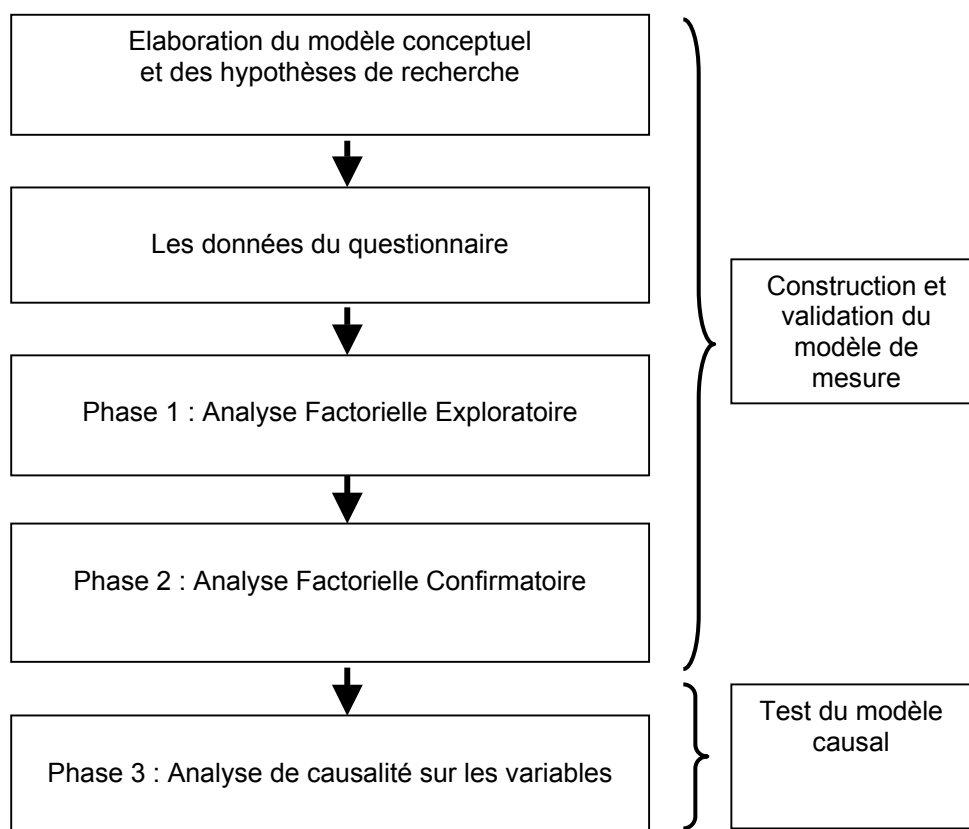 Elaboration du modèle conceptuel
et des hypothèses de recherche
Les données du questionnaire
Construction et
validation du
modèle de
mesure
Phase 1 : Analyse Factorielle Exploratoire
Phase 2 : Analyse Factorielle Confirmatoire
Test du modèle
causal
Phase 3 : Analyse de causalité sur les variables